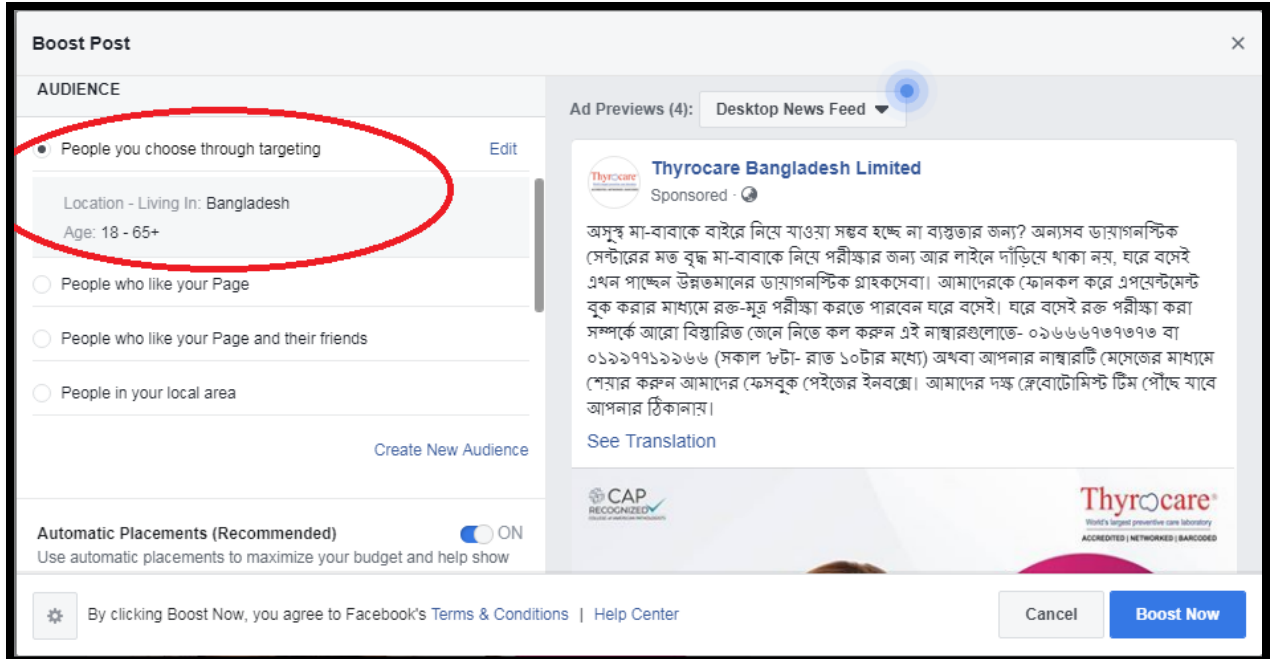 Boost Post
AUDIENCE
People you choose through targeting Edit
Location - Living In: Bangladesh
Age: 18 - 65+
People who like your Page
People who like your Page and their friends
People in your local area
Create New Audience
Automatic Placements (Recommended) ON
Use automatic placements to maximize your budget and help show
Ad Previews (4): Desktop News Feed
Thyrocare
Thyrocare Bangladesh Limited
Sponsored ·
অসুস্থ মা-বাবাকে বাইরে নিয়ে যাওয়া সম্ভব হচ্ছে না ব্যস্ততার জন্য? অন্যসব ডায়াগনস্টিক
সেন্টারের মত বৃদ্ধ মা-বাবাকে নিয়ে পরীক্ষার জন্য আর লাইনে দাঁড়িয়ে থাকা নয়, ঘরে বসেই
এখন পাচ্ছেন উন্নতমানের ডায়াগনস্টিক গ্রাহকসেবা। আমাদেরকে ফোনকল করে এপয়েন্টমেন্ট
বুক করার মাধ্যমে রক্ত-মূত্র পরীক্ষা করতে পারবেন ঘরে বসেই। ঘরে বসেই রক্ত পরীক্ষা করা
সম্পর্কে আরো বিস্তারিত জেনে নিতে কল করুন এই নাম্বারগুলোতে- ০৯৬৬৬৭৩৭৩৭৩ বা
০১৯৯৭৭১৯৯৬৬ (সকাল ৮টা- রাত ১০টার মধ্যে) অথবা আপনার নাম্বারটি মেসেজের মাধ্যমে
শেয়ার করুন আমাদের ফেসবুক পেইজের ইনবক্সে। আমাদের দক্ষ ফ্লেবোটোমিস্ট টিম পৌঁছে যাবে
আপনার ঠিকানায়।
See Translation
CAP
RECOGNIZED
COLLEGE of AMERICAN PATHOLOGISTS
Thyrocare
World's largest preventive care laboratory
ACCREDITED | NETWORKED | BARCODED
By clicking Boost Now, you agree to Facebook's Terms & Conditions | Help Center
Cancel Boost Now